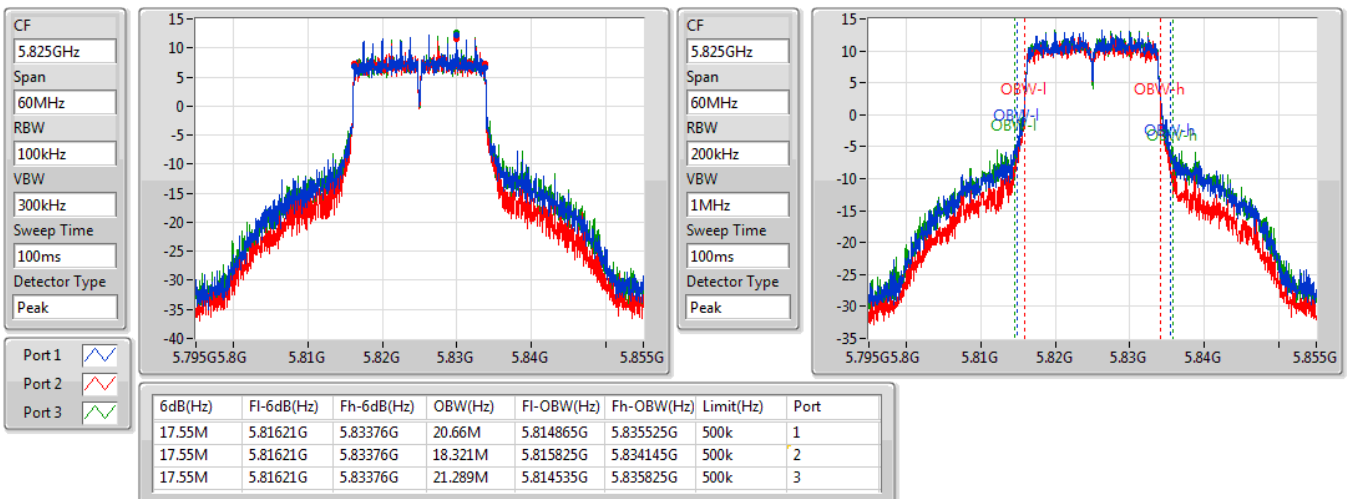 CF
5.825GHz
Span
60MHz
RBW
100kHz
VBW
300kHz
Sweep Time
100ms
Detector Type
Peak
15
10
5
0
-5
-10
-15
-20
-25
-30
-35
-40
5.795G 5.8G 5.81G 5.82G 5.83G 5.84G 5.855G
CF
5.825GHz
Span
60MHz
RBW
200kHz
VBW
1MHz
Sweep Time
100ms
Detector Type
Peak
15
10
5
0
-5
-10
-15
-20
-25
-30
-35
OBW-l OBW-h
OBW-l OBW-h
OBW-l OBW-h
5.795G 5.8G 5.81G 5.82G 5.83G 5.84G 5.855G
Port 1
Port 2
Port 3
6dB(Hz) Fl-6dB(Hz) Fh-6dB(Hz) OBW(Hz) Fl-OBW(Hz) Fh-OBW(Hz) Limit(Hz) Port
17.55M 5.81621G 5.83376G 20.66M 5.814865G 5.835525G 500k 1
17.55M 5.81621G 5.83376G 18.321M 5.815825G 5.834145G 500k 2
17.55M 5.81621G 5.83376G 21.289M 5.814535G 5.835825G 500k 3